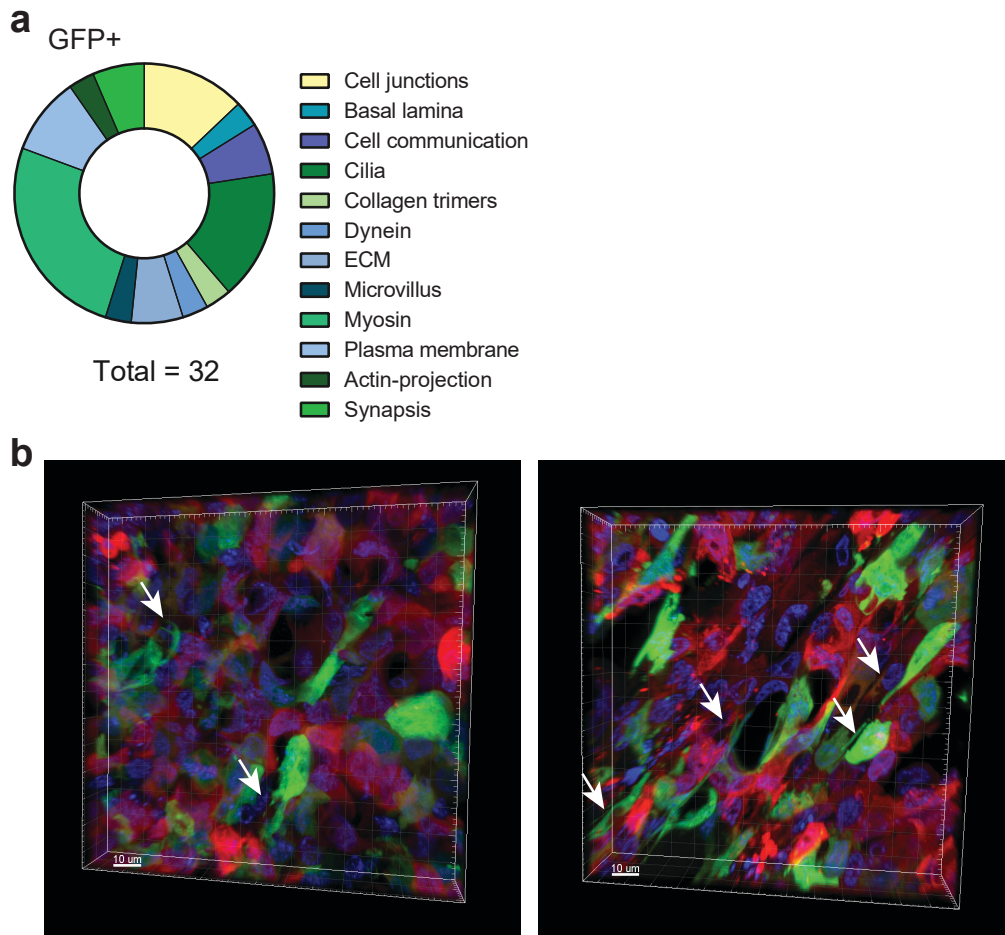 a
GFP+
Cell junctions
Basal lamina
Cell communication
Cilia
Collagen trimers
Dynein
ECM
Microvillus
Myosin
Plasma membrane
Actin-projection
Synapsis
Total = 32
b
10 um
10 um